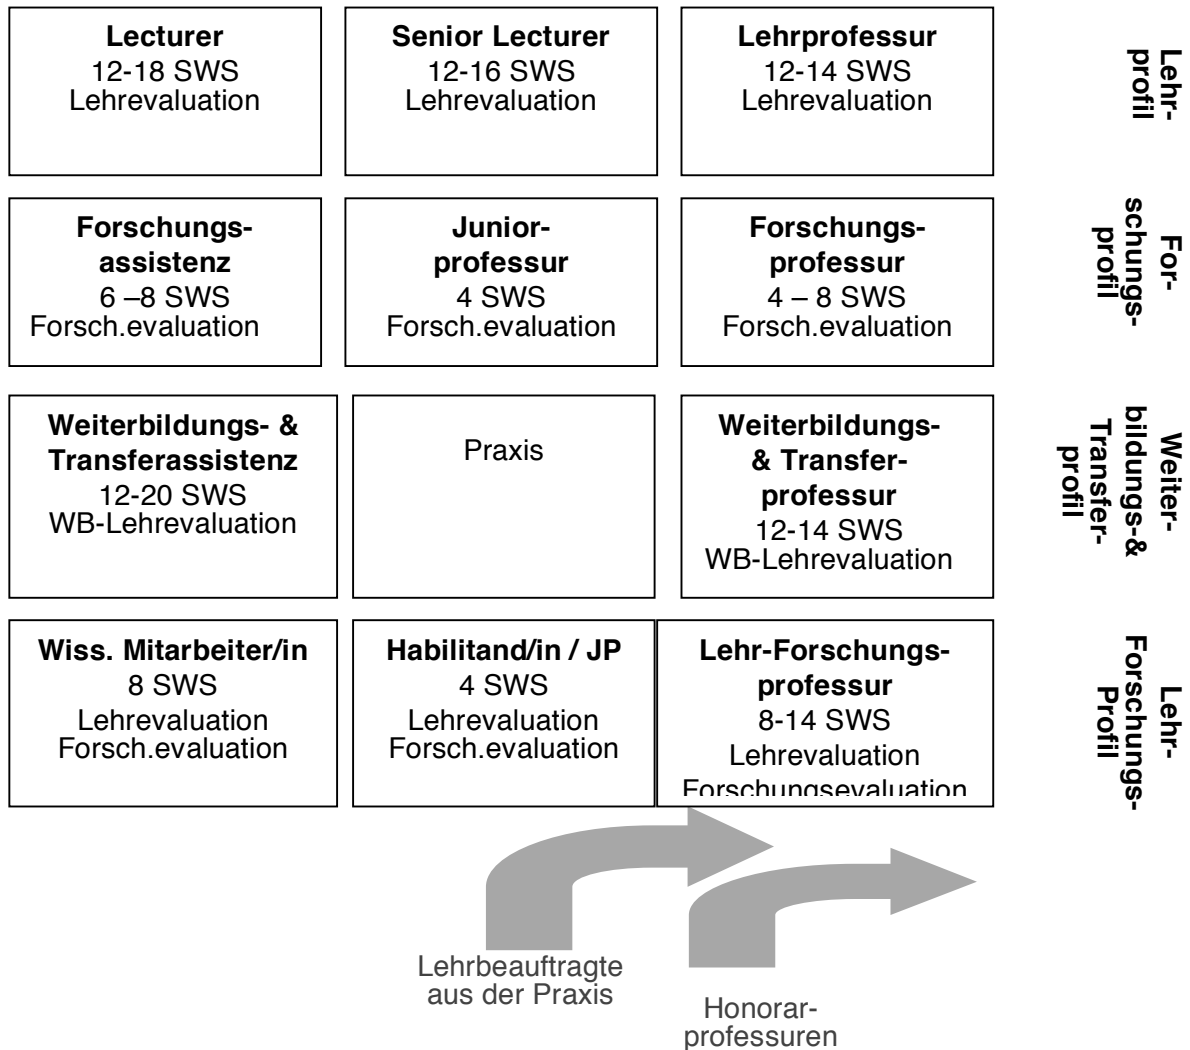 Lecturer
12-18 SWS
Lehrevaluation
Senior Lecturer
12-16 SWS
Lehrevaluation
Lehrprofessur
12-14 SWS
Lehrevaluation
Lehr-
profil
Forschungs-
assistenz
6 –8 SWS
Forsch.evaluation
Junior-
professur
4 SWS
Forsch.evaluation
Forschungs-
professur
4 – 8 SWS
Forsch.evaluation
For-
schungs-
profil
Weiterbildungs- &
Transferassistenz
12-20 SWS
WB-Lehrevaluation
Praxis
Weiterbildungs-
& Transfer-
professur
12-14 SWS
WB-Lehrevaluation
Weiter-
bildungs-&
Transfer-
profil
Wiss. Mitarbeiter/in
8 SWS
Lehrevaluation
Forsch.evaluation
Habilitand/in / JP
4 SWS
Lehrevaluation
Forsch.evaluation
Lehr-Forschungs-
professur
8-14 SWS
Lehrevaluation
Forschungsevaluation
Lehr-
Forschungs-
Profil
Lehrbeauftragte
aus der Praxis
Honorar-
professuren